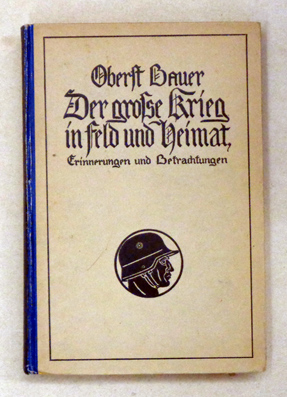 Oberst Bauer
Der große Krieg
in Feld und Heimat,
Erinnerungen und Betrachtungen